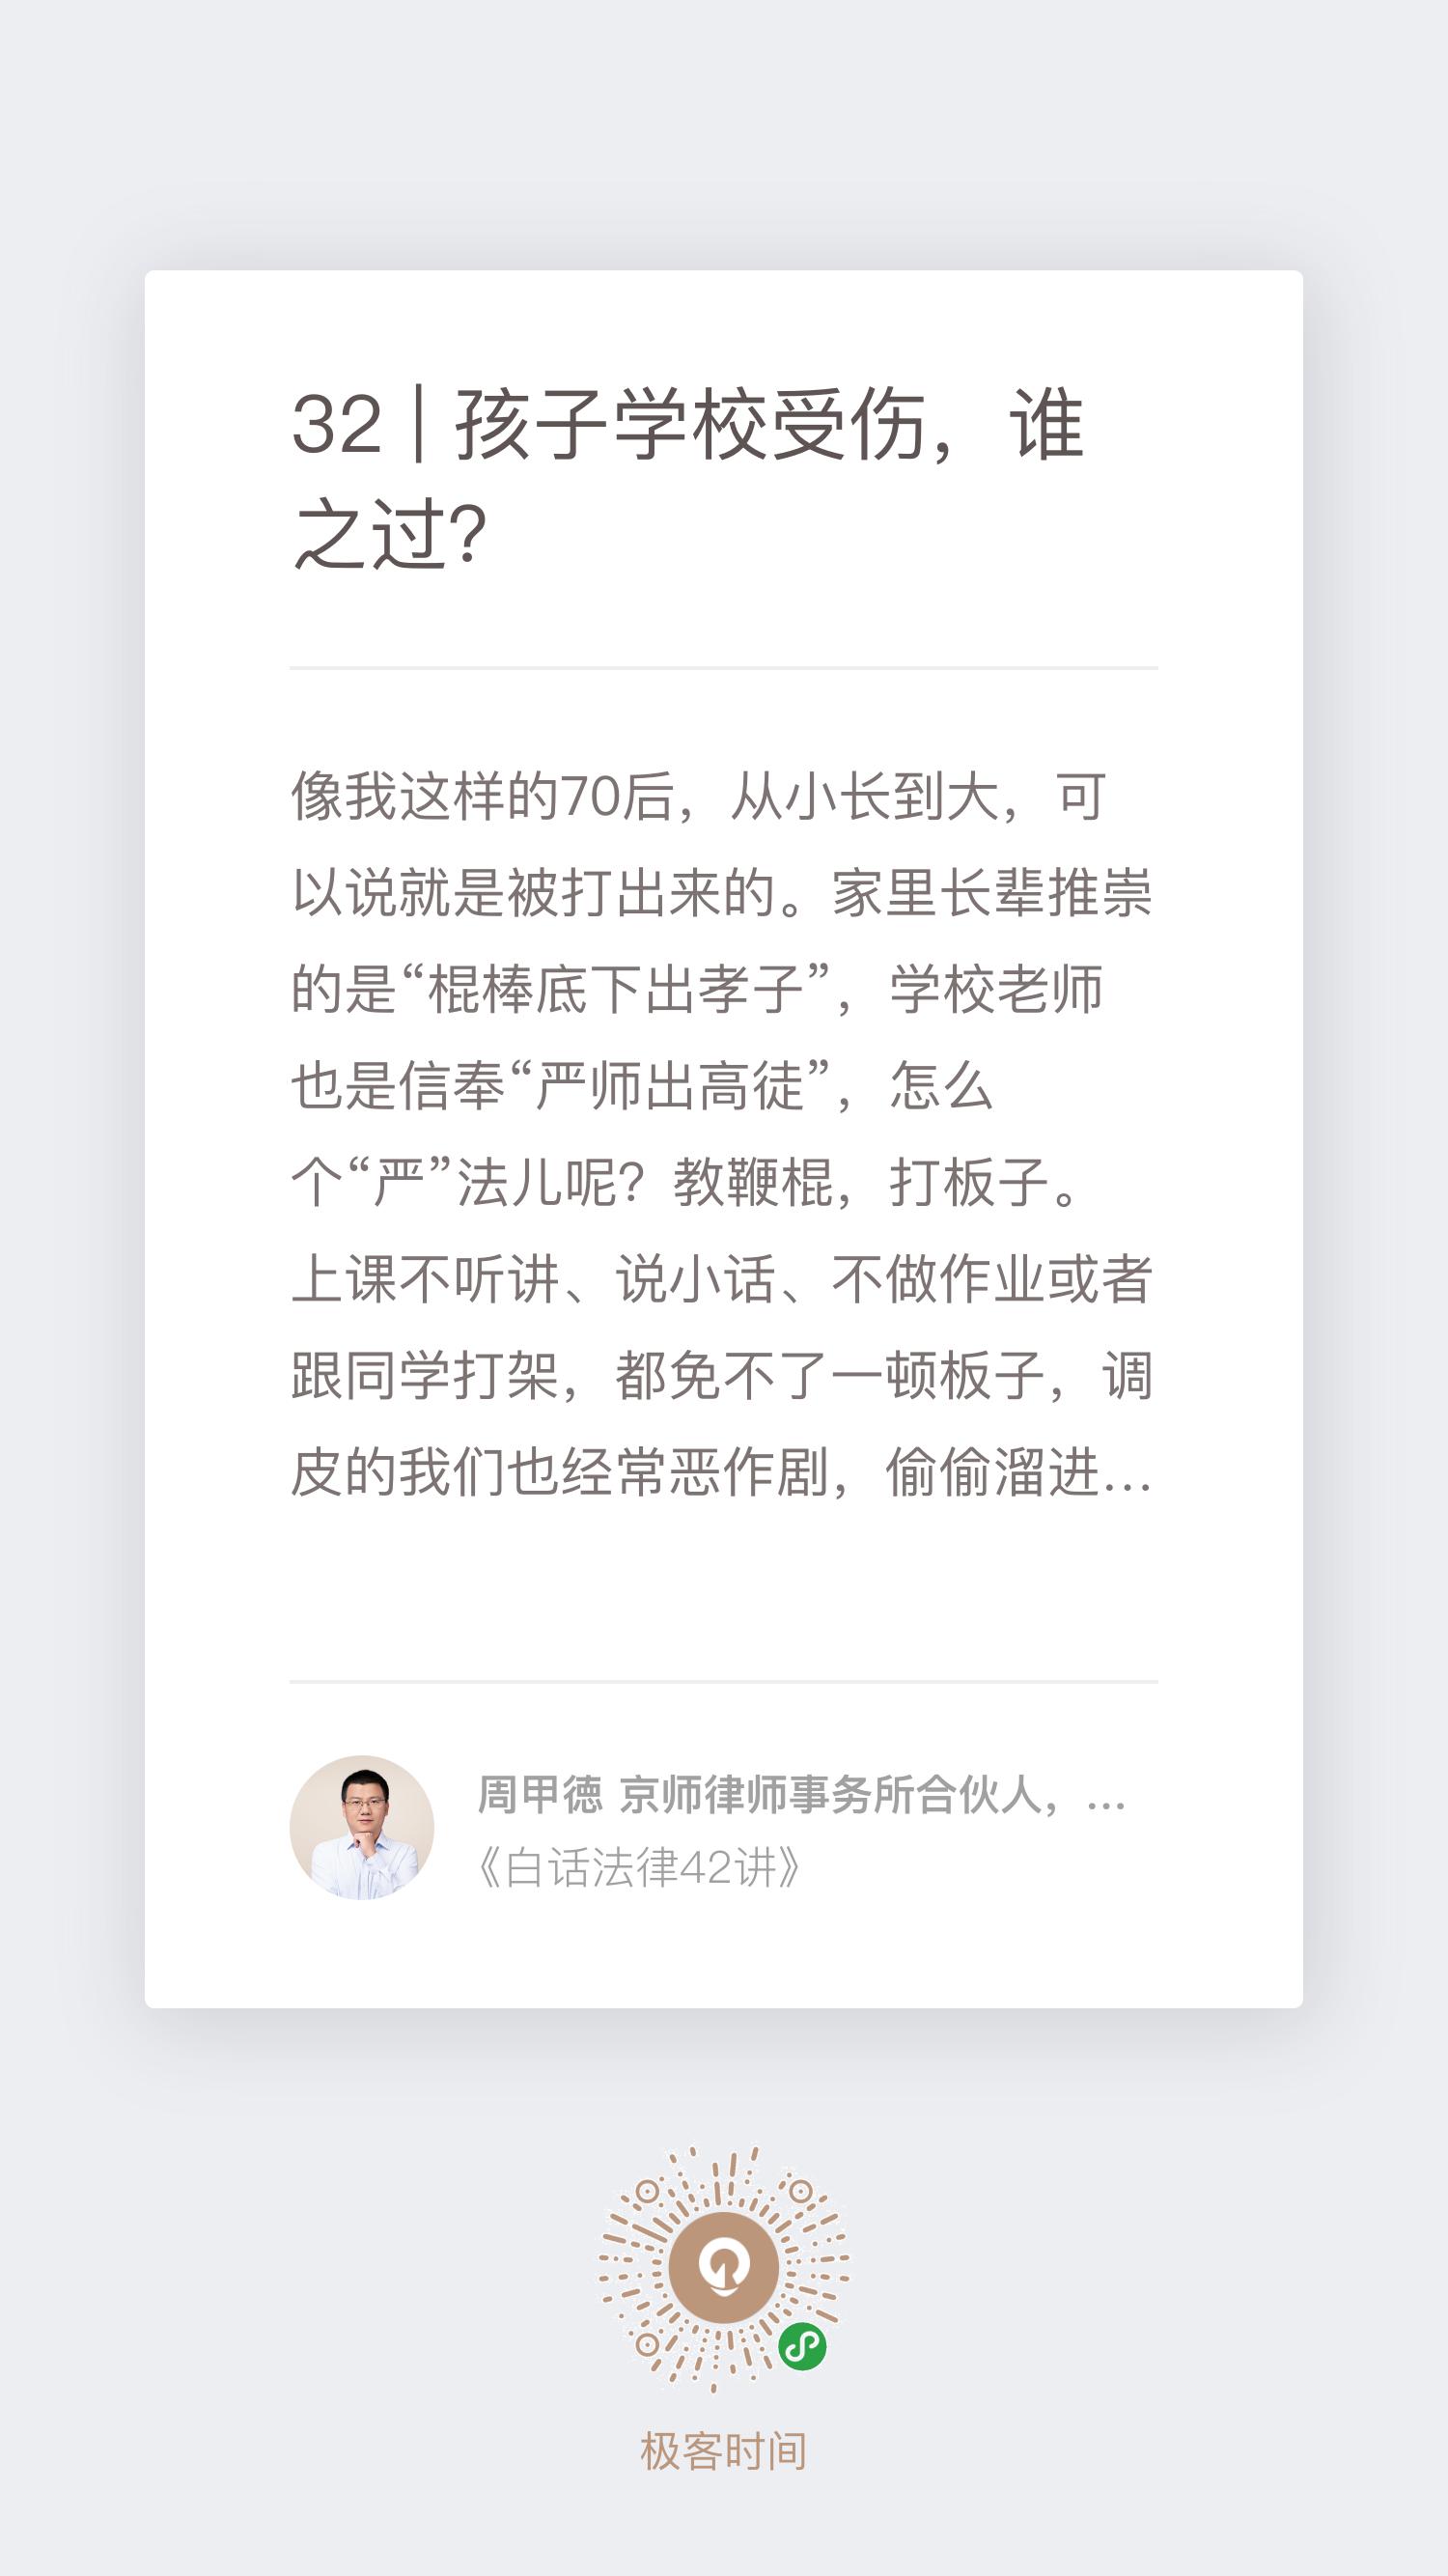 32 | 孩子学校受伤，谁
之过？
像我这样的70后，从小长到大，可
以说就是被打出来的。家里长辈推崇
的是“棍棒底下出孝子”，学校老师
也是信奉“严师出高徒”，怎么
个“严”法儿呢？教鞭棍，打板子。
上课不听讲、说小话、不做作业或者
跟同学打架，都免不了一顿板子，调
皮的我们也经常恶作剧，偷偷溜进...
周甲徳 京师律师事务所合伙人，...
《白话法律42讲》
极客时间